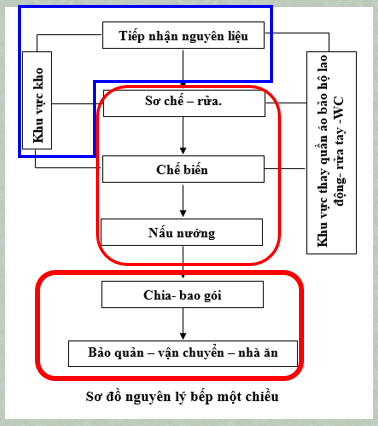 Tiếp nhận nguyên liệu
Khu vực kho
Sơ chế – rửa.
Chế biến
Nấu nướng
Khu vực thay quần áo bảo hộ lao
động- rửa tay -WC
Chia- bao gói
Bảo quản – vận chuyển – nhà ăn
Sơ đồ nguyên lý bếp một chiều